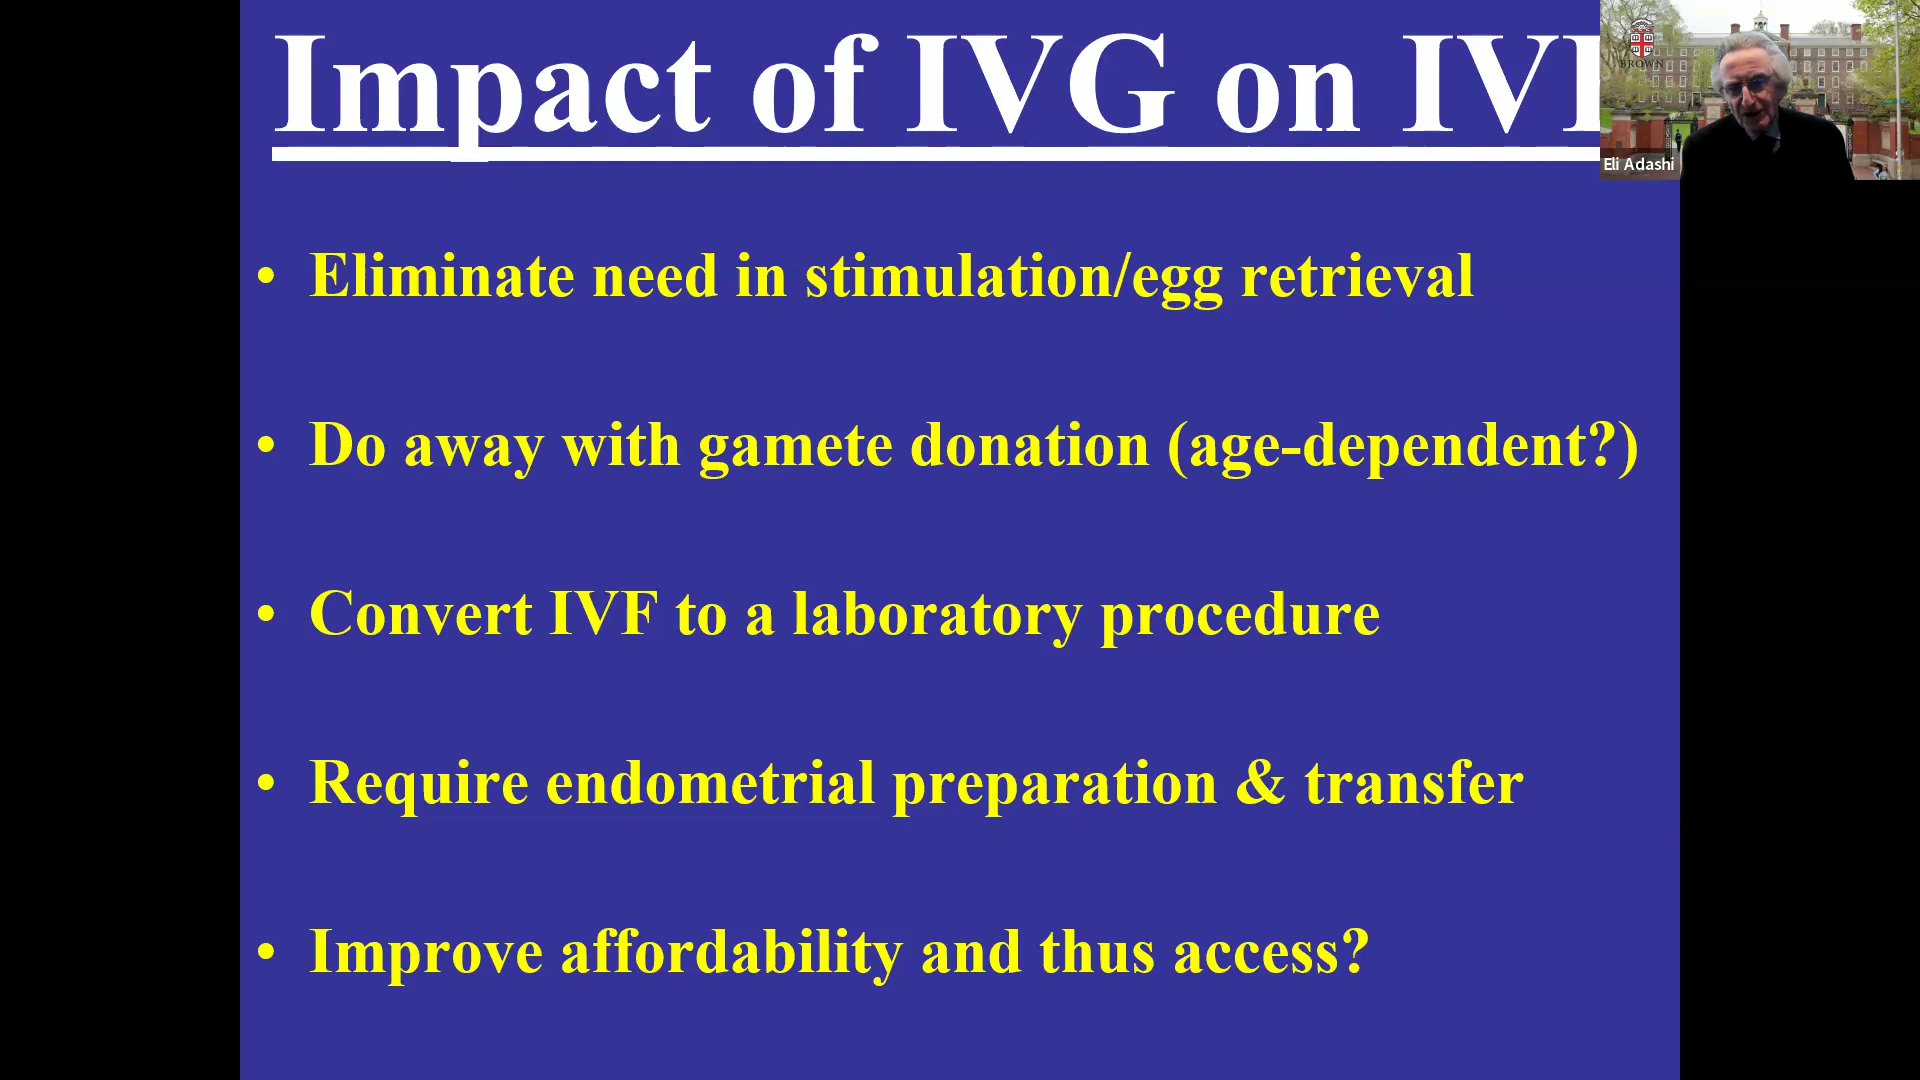 Impact of IVG on IVF
BROWN
Eli Adashi
• Eliminate need in stimulation/egg retrieval
• Do away with gamete donation (age-dependent?)
• Convert IVF to a laboratory procedure
• Require endometrial preparation & transfer
• Improve affordability and thus access?